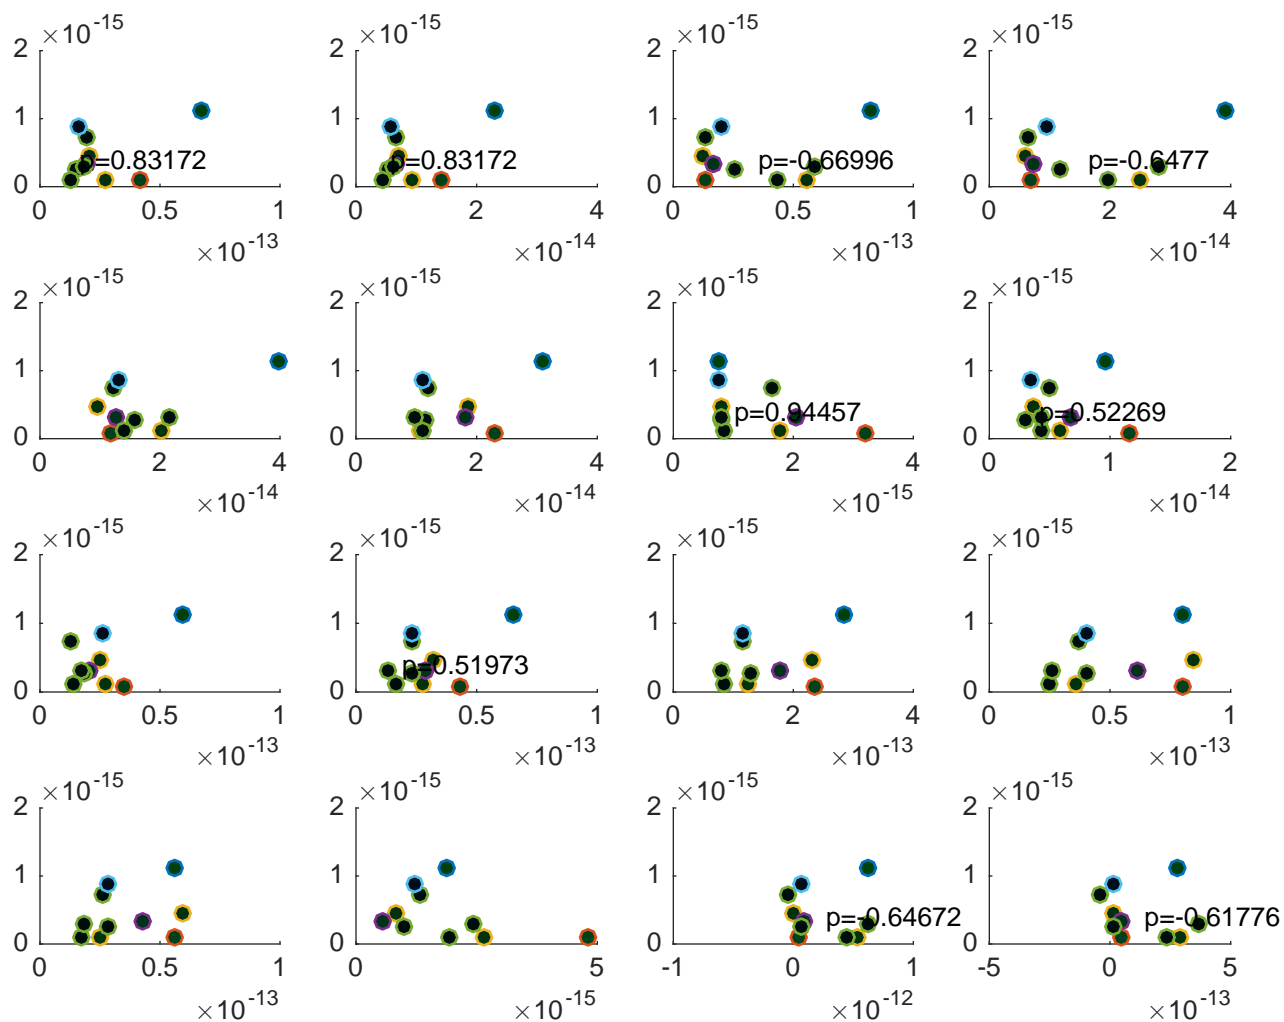 ×10-15 ×10-15 ×10-15 ×10-15
2 2 2 2
1 1 1 1
p=0.83172 p=0.83172 p=-0.66996 p=-0.6477
0 0 0 0
0 0.5 1 0 2 4 0 0.5 1 0 2 4
×10-13 ×10-14 ×10-13 ×10-14
×10-15 ×10-15 ×10-15 ×10-15
2 2 2 2
1 1 1 1
p=0.94457 p=0.52269
0 0 0 0
0 2 4 0 2 4 0 2 4 0 1 2
×10-14 ×10-14 ×10-15 ×10-14
×10-15 ×10-15 ×10-15 ×10-15
2 2 2 2
1 1 1 1
p=0.51973
0 0 0 0
0 0.5 1 0 0.5 1 0 2 4 0 0.5 1
×10-13 ×10-13 ×10-13 ×10-13
×10-15 ×10-15 ×10-15 ×10-15
2 2 2 2
1 1 1 1
p=-0.64672 p=-0.61776
0 0 0 0
0 0.5 1 0 5 -1 0 1 -5 0 5
×10-13 ×10-15 ×10-12 ×10-13